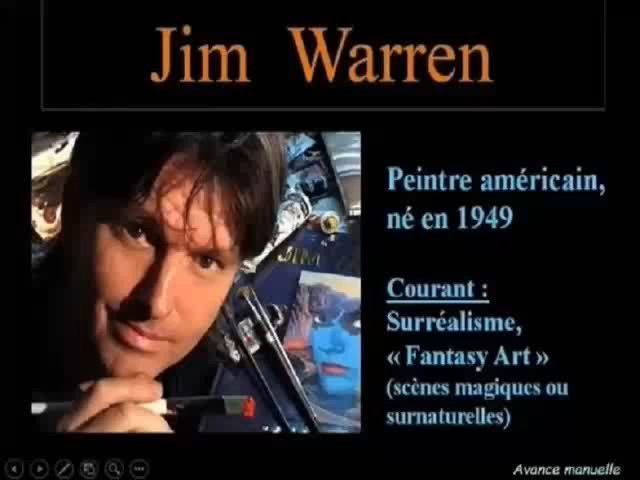 Jim Warren
Peintre américain,
né en 1949
Courant :
Surréalisme,
« Fantasy Art »
(scènes magiques ou
surnaturelles)
Avance manuelle